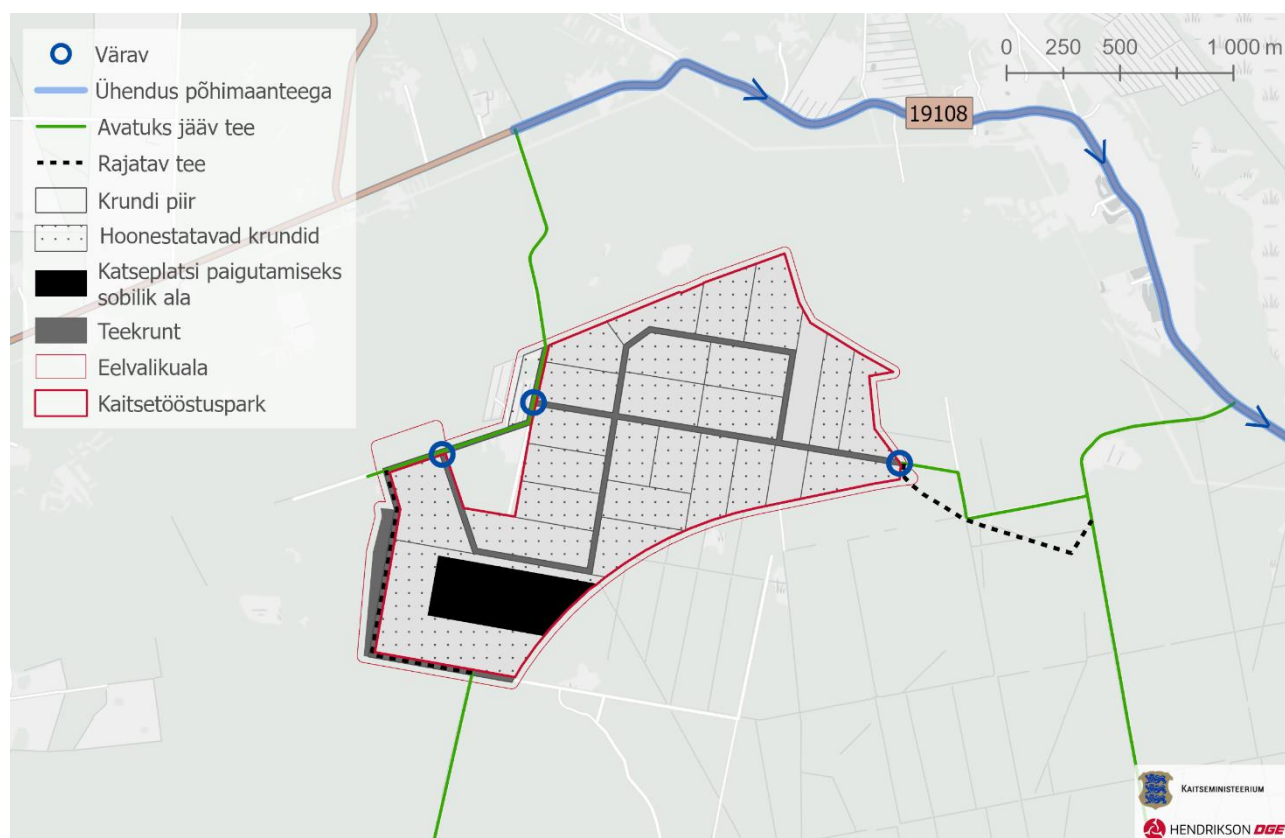 Värav
Ühendus põhimaanteega
Avatuks jääv tee
Rajatav tee
Krundi piir
Hoonestatavad krundid
Katseplatsi paigutamiseks
sobilik ala
Teekrunt
Eelvalikuala
Kaitsetööstuspark
0 250 500 1 000 m
19108
KAITSEMINISTEERIUM
HENDRIKSON DGE